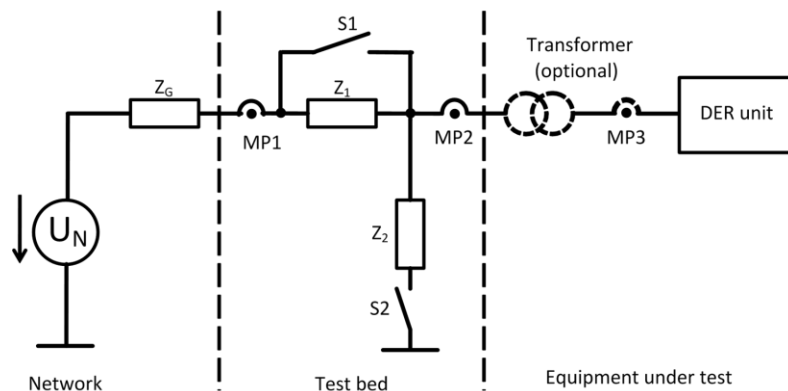 S1
Transformer
(optional)
Z_G
Z_1
DER unit
MP1
MP2
MP3
U_N
Z_2
S2
Network
Test bed
Equipment under test